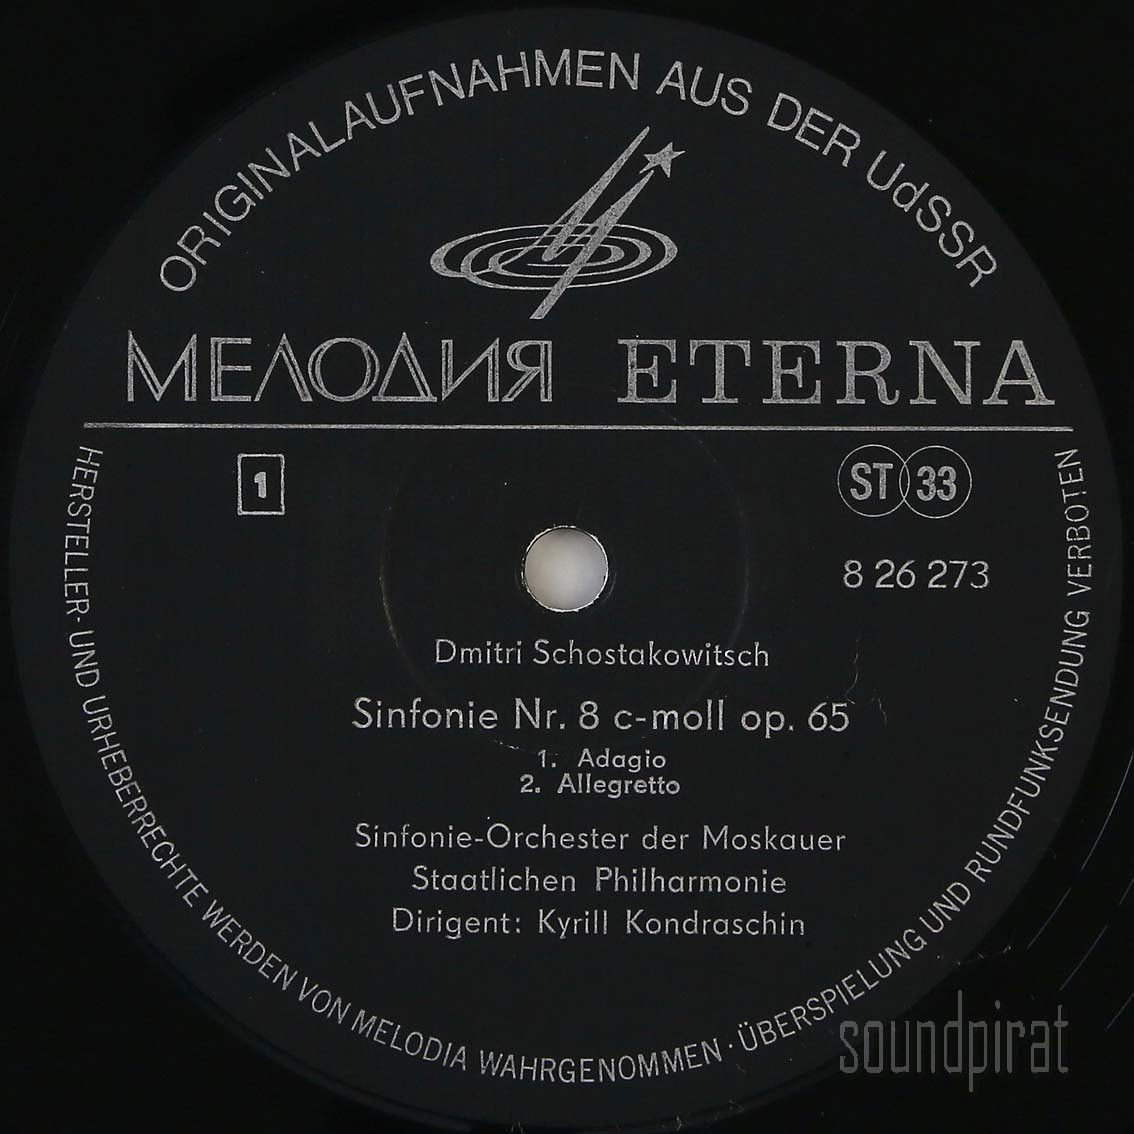 ORIGINALAUFNAHMEN AUS DER UdSSR
МЕЛОДИЯ ETERNA
1
ST 33
8 26 273
Dmitri Schostakowitsch
Sinfonie Nr. 8 c-moll op. 65
1. Adagio
2. Allegretto
Sinfonie-Orchester der Moskauer
Staatlichen Philharmonie
Dirigent: Kyrill Kondraschin
HERSTELLER- UND URHEBERRECHTE WERDEN VON MELODIA WAHRGENOMMEN · ÜBERSPIELUNG UND RUNDFUNKSENDUNG VERBOTEN
soundpirat